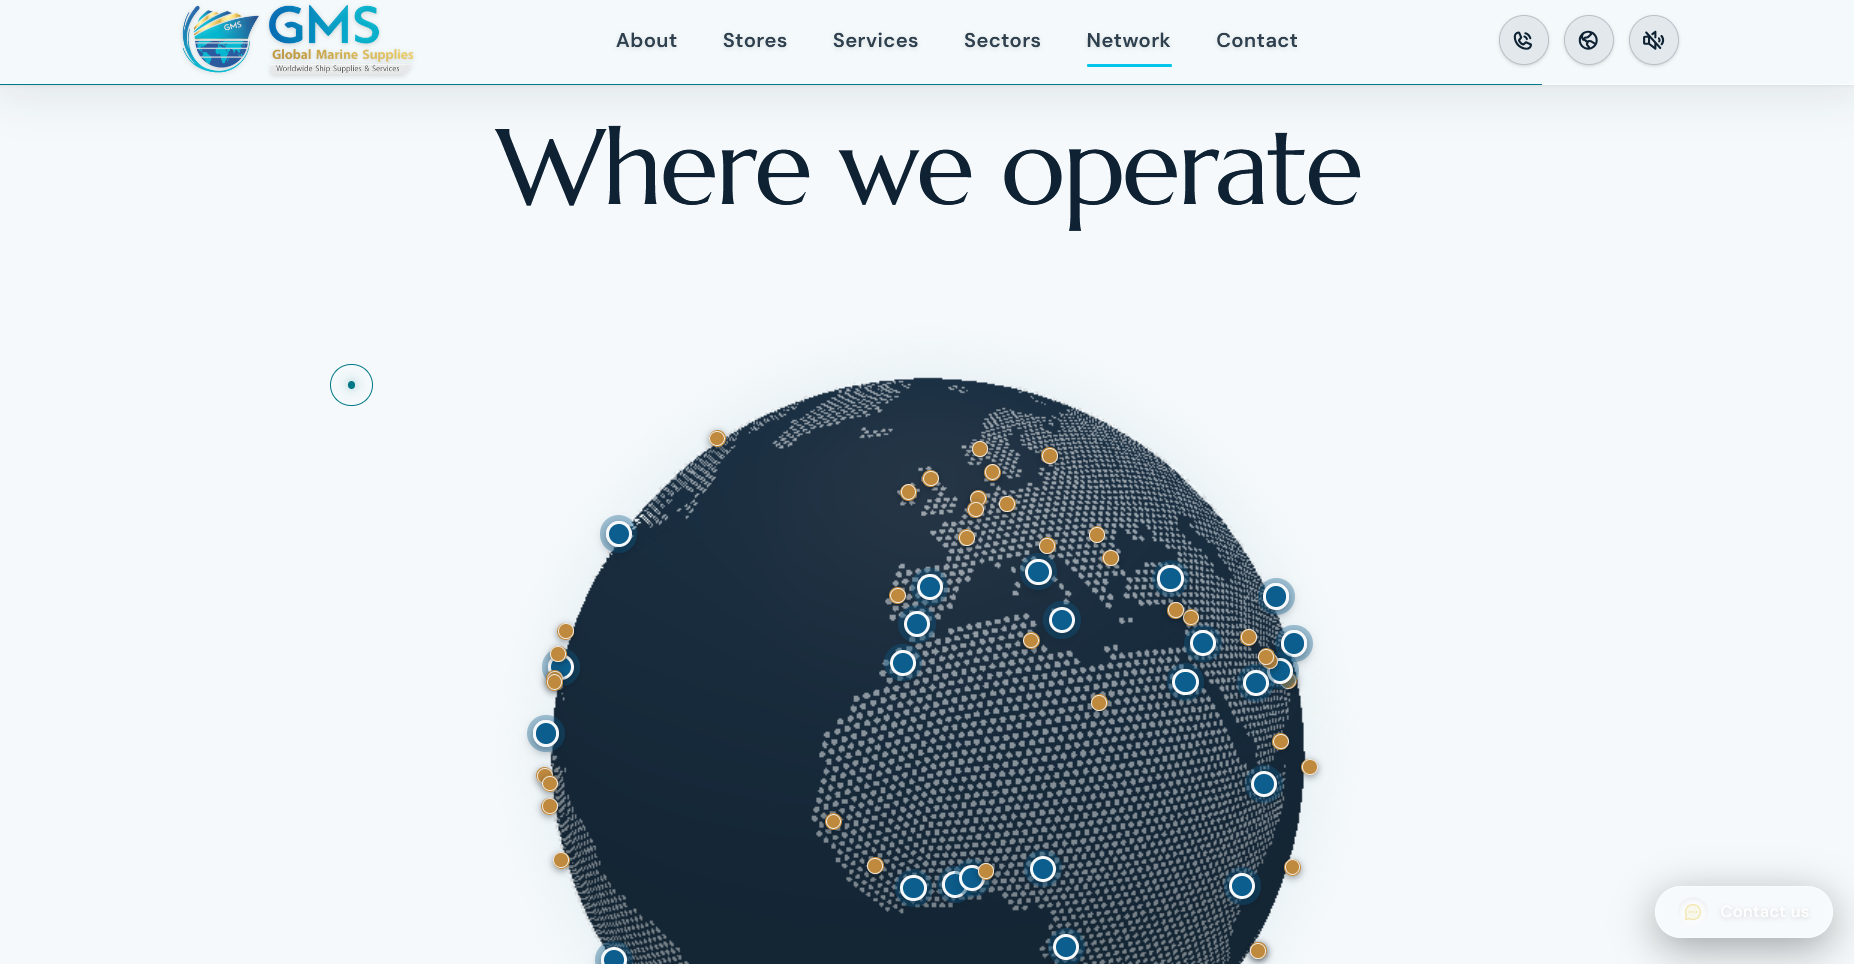 GMS
GMS
Global Marine Supplies
Worldwide Ship Supplies & Services
About
Stores
Services
Sectors
Network
Contact
Where we operate
Contact us